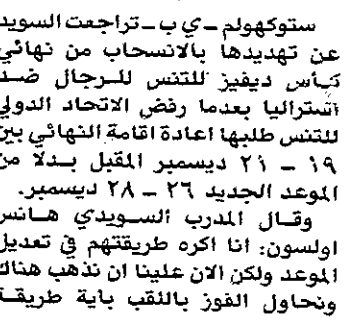 ستوكهولم ـ ي ب ـ تراجعت السويد
عن تهديدها بالانسحاب من نهائي
كأس ديفيز للتنس للرجال ضد
استراليا بعدما رفض الاتحاد الدولي
للتنس طلبها اعادة اقامة النهائي بين
١٩ ـ ٢١ ديسمبر المقبل بدلا من
الموعد الجديد ٢٦ ـ ٢٨ ديسمبر.
وقال المدرب السويدي هانس
اولسون: انا اكره طريقتهم في تعديل
الموعد ولكن الان علينا ان نذهب هناك
ونحاول الفوز باللقب باية طريقة